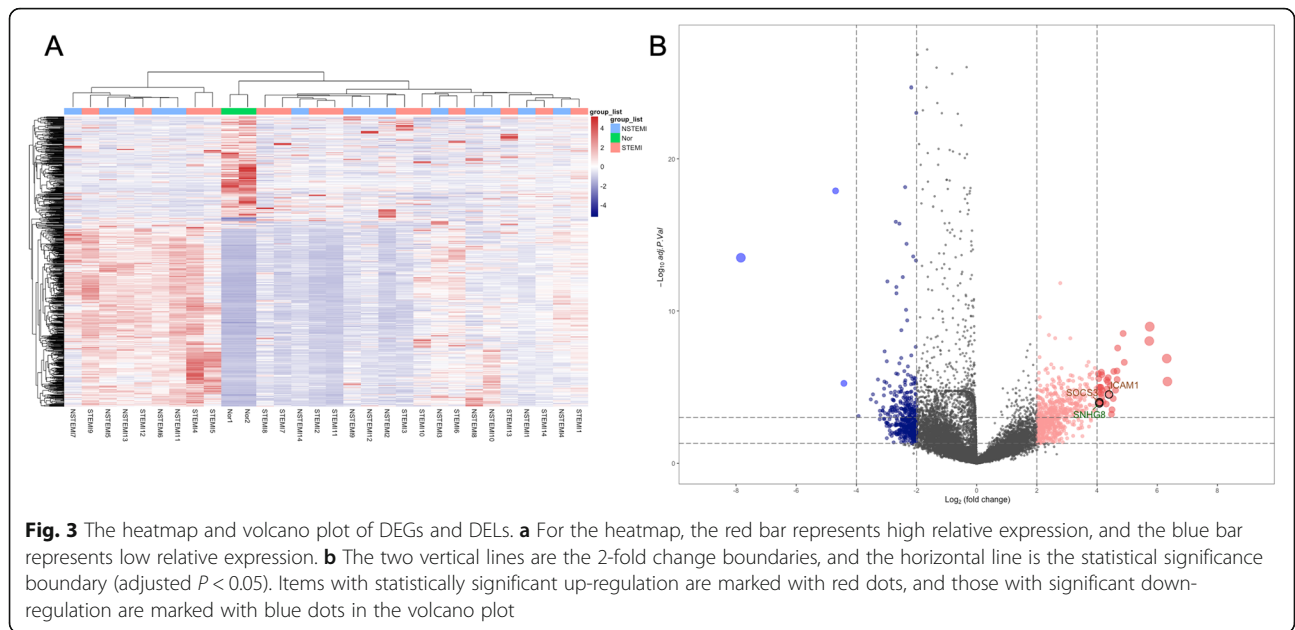 A
group_list
group_list
NSTEMI
Nor
STEMI
4
2
0
-2
-4
NSTEMI7
STEMI9
NSTEMI5
NSTEMI13
STEMI12
NSTEMI6
NSTEMI11
STEMI4
STEMI5
Nor1
Nor2
STEMI8
STEMI7
NSTEMI14
STEMI2
STEMI11
NSTEMI9
NSTEMI12
NSTEMI2
STEMI3
STEMI10
NSTEMI3
STEMI6
NSTEMI8
NSTEMI10
STEMI13
NSTEMI1
STEMI14
NSTEMI4
STEMI1
B
−Log10 adj.P.Val
20
10
0
SOCS3
ICAM1
SNHG8
-8
-6
-4
-2
0
2
4
6
8
Log2 (fold change)
Fig. 3 The heatmap and volcano plot of DEGs and DELs. a For the heatmap, the red bar represents high relative expression, and the blue bar
represents low relative expression. b The two vertical lines are the 2-fold change boundaries, and the horizontal line is the statistical significance
boundary (adjusted P < 0.05). Items with statistically significant up-regulation are marked with red dots, and those with significant down-
regulation are marked with blue dots in the volcano plot